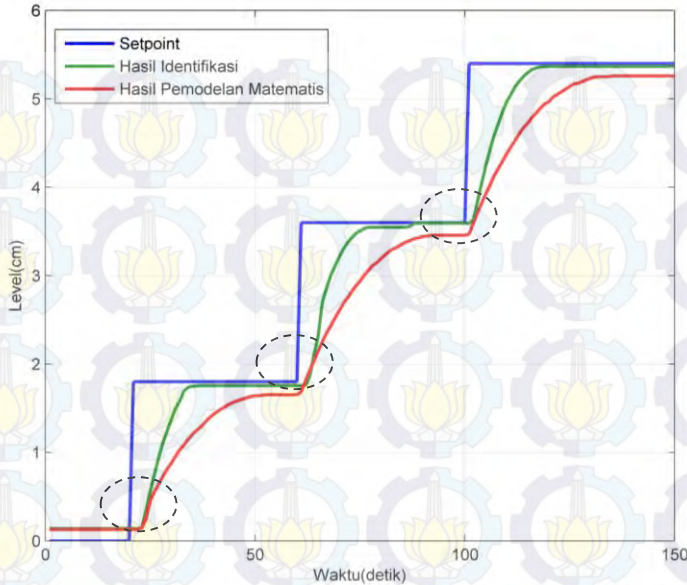 Setpoint
Hasil Identifikasi
Hasil Pemodelan Matematis
6
5
4
3
2
1
0
0
50
100
150
Level(cm)
Waktu(detik)